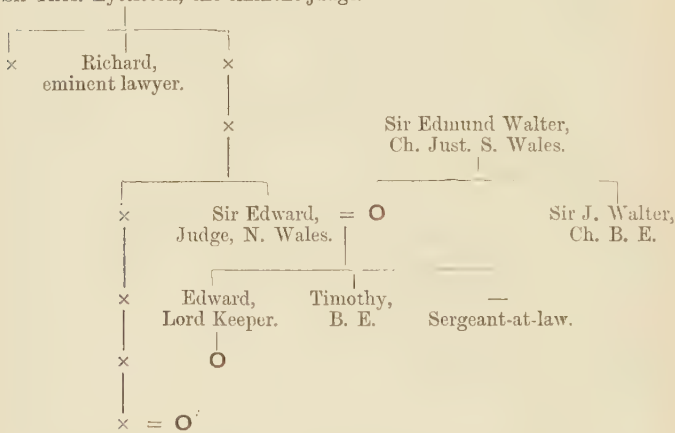 Richard,
eminent lawyer.
Sir Edmund Walter,
Ch. Just. S. Wales.
Sir Edward, = O
Judge, N. Wales.
Sir J. Walter,
Ch. B. E.
Edward,
Lord Keeper.
Timothy,
B. E.
—
Sergeant-at-law.
O
× = O